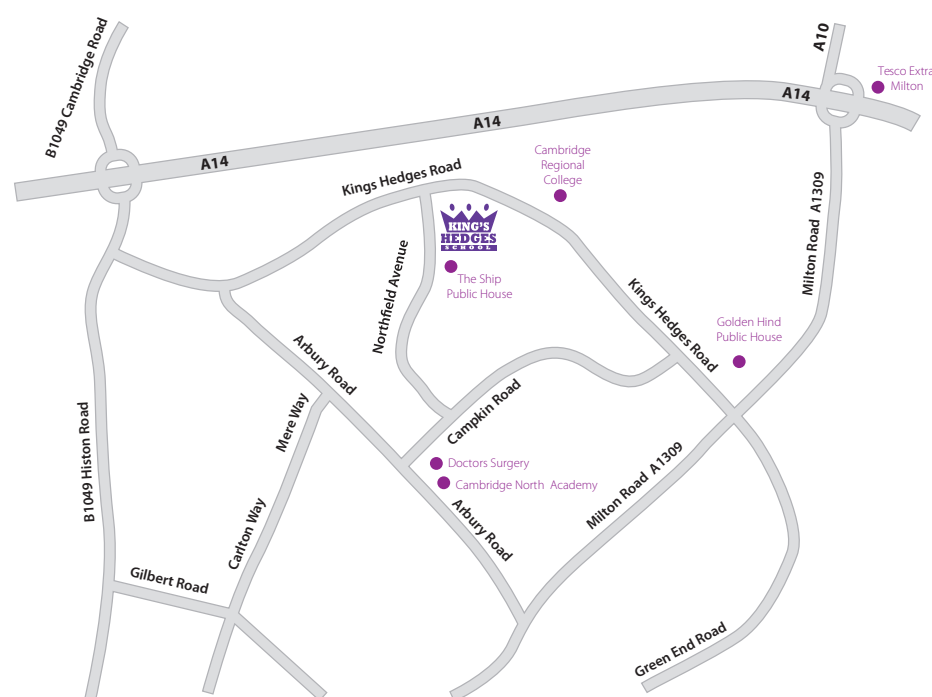 B1049 Cambridge Road
A10
Tesco Extra
Milton
A14
A14
A14
Cambridge
Regional
College
Kings Hedges Road
KING'S
HEDGES
SCHOOL
Milton Road A1309
Northfield Avenue
The Ship
Public House
Kings Hedges Road
Golden Hind
Public House
Arbury Road
Mere Way
Campkin Road
B1049 Histon Road
Doctors Surgery
Cambridge North Academy
Milton Road A1309
Carlton Way
Arbury Road
Gilbert Road
Green End Road